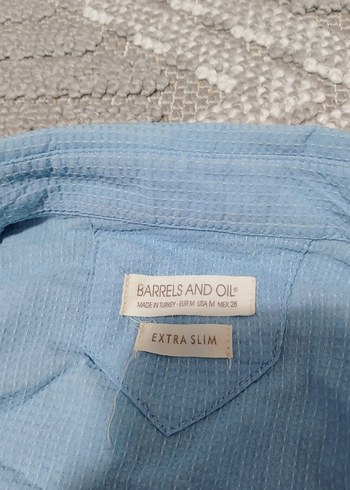 BARRELS AND OIL®
MADE IN TURKEY - EUR M USA M MEX 28
EXTRA SLIM